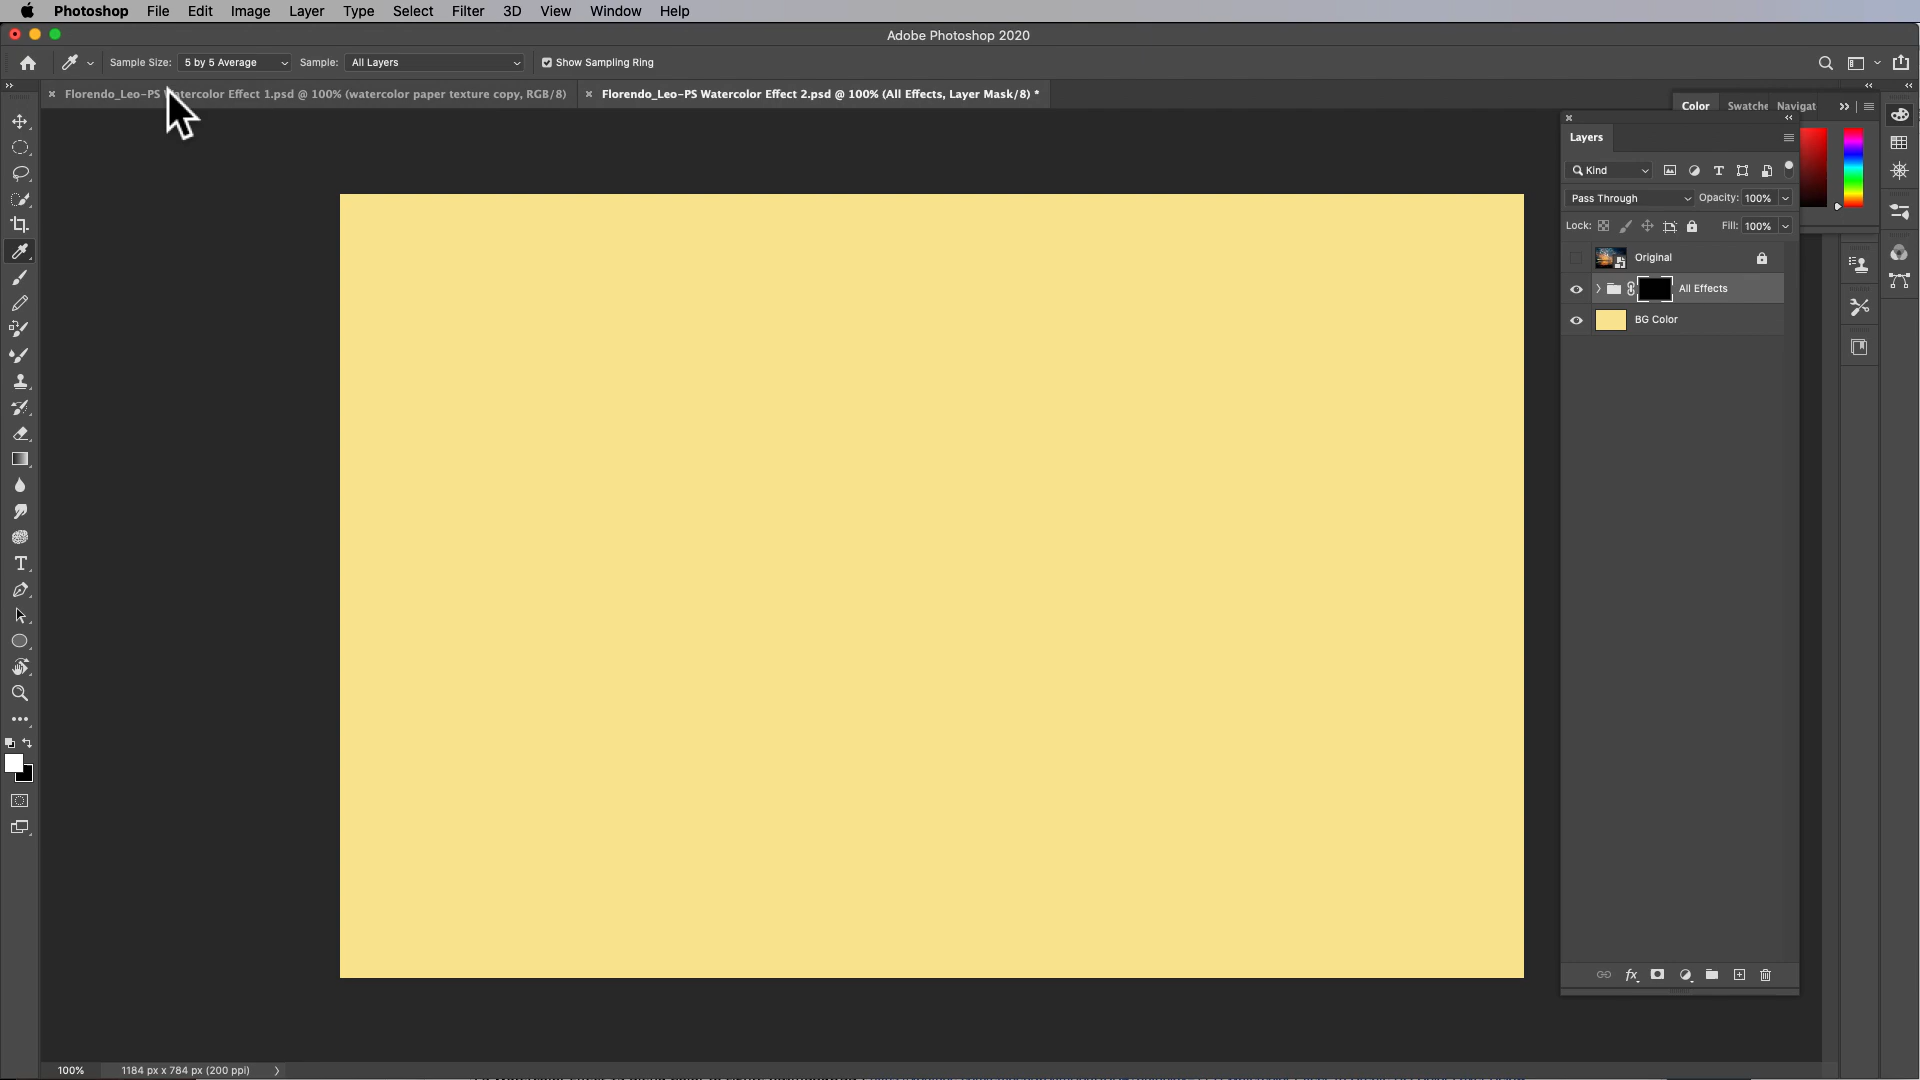 Photoshop File Edit Image Layer Type Select Filter 3D View Window Help
Adobe Photoshop 2020
Sample Size: 5 by 5 Average Sample: All Layers Show Sampling Ring
Florendo_Leo-PS Effect 1.psd @ 100% (watercolor paper texture copy, RGB/8) Florendo_Leo-PS Watercolor Effect 2.psd @ 100% (All Effects, Layer Mask/8) *
Color Swatche Navigat
Layers
Kind
Pass Through Opacity: 100%
Lock: Fill: 100%
Original
All Effects
BG Color
fx
100% 1184 px x 784 px (200 ppi)